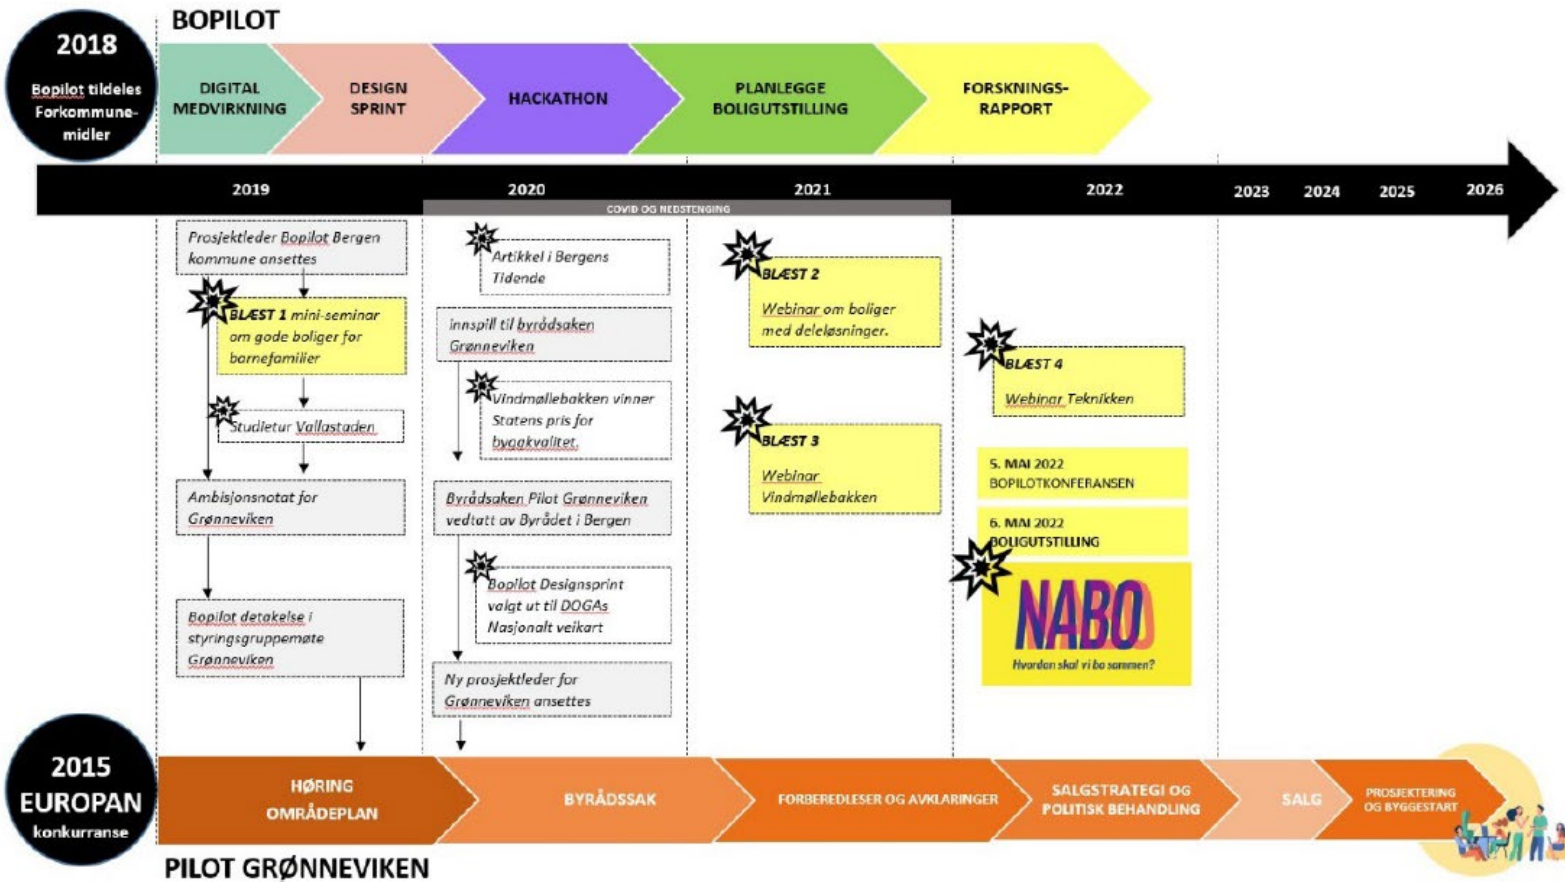 BOPILOT
2018
Bopilot tildeles
Forkommune-
midler
DIGITAL
MEDVIRKNING
DESIGN
SPRINT
HACKATHON
PLANLEGGE
BOLIGUTSTILLING
FORSKNINGS-
RAPPORT
2019
2020
2021
2022
2023
2024
2025
2026
COVID OG NEDSTENGING
Prosjektleder Bopilot Bergen
kommune ansettes
BLÆST 1 mini-seminar
om gode boliger for
barnefamilier
Studietur Vallastaden
Ambisjonsnotat for
Grønneviken
Bopilot detakelse i
styringsgruppemøte
Grønneviken
Artikkel i Bergens
Tidende
innspill til byrådsaken
Grønneviken
Vindmøllebakken vinner
Statens pris for
byggkvalitet.
Byrådsaken Pilot Grønneviken
vedtatt av Byrådet i Bergen
Bopilot Designsprint
valgt ut til DOGAs
Nasjonalt veikart
Ny prosjektleder for
Grønneviken ansettes
BLÆST 2
Webinar om boliger
med deleløsninger.
BLÆST 3
Webinar
Vindmøllebakken
BLÆST 4
Webinar Teknikken
5. MAI 2022
BOPILOTKONFERANSEN
6. MAI 2022
BOLIGUTSTILLING
NABO
Hvordan skal vi bo sammen?
2015
EUROPAN
konkurranse
HØRING
OMRÅDEPLAN
BYRÅDSSAK
FORBEREDLESER OG AVKLARINGER
SALGSTRATEGI OG
POLITISK BEHANDLING
SALG
PROSJEKTERING
OG BYGGESTART
PILOT GRØNNEVIKEN